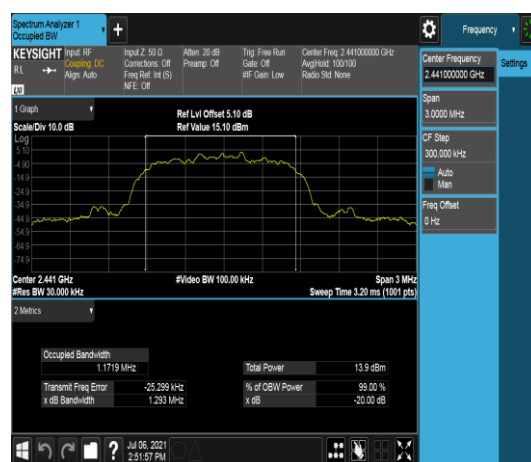 Spectrum Analyzer 1
Occupied BW
+
Frequency
KEYSIGHT
Input: RF
Coupling: DC
Align: Auto
RL
LXI
Input Z: 50 Ω
Corrections: Off
Freq Ref: Int (S)
NFE: Off
Atten: 20 dB
Preamp: Off
Trig: Free Run
Gate: Off
#IF Gain: Low
Center Freq: 2.441000000 GHz
Avg|Hold: 100/100
Radio Std: None
Center Frequency
2.441000000 GHz
Settings
Span
3.0000 MHz
CF Step
300.000 kHz
Auto
Man
Freq Offset
0 Hz
1 Graph
Scale/Div 10.0 dB
Ref Lvl Offset 5.10 dB
Ref Value 15.10 dBm
Log
5.10
-4.90
-14.9
-24.9
-34.9
-44.9
-54.9
-64.9
-74.9
Center 2.441 GHz
#Res BW 30.000 kHz
#Video BW 100.00 kHz
Span 3 MHz
Sweep Time 3.20 ms (1001 pts)
2 Metrics
Occupied Bandwidth
1.1719 MHz
Total Power 13.9 dBm
Transmit Freq Error -25.299 kHz
% of OBW Power 99.00 %
x dB Bandwidth 1.293 MHz
x dB -20.00 dB
?
Jul 06, 2021
2:51:57 PM